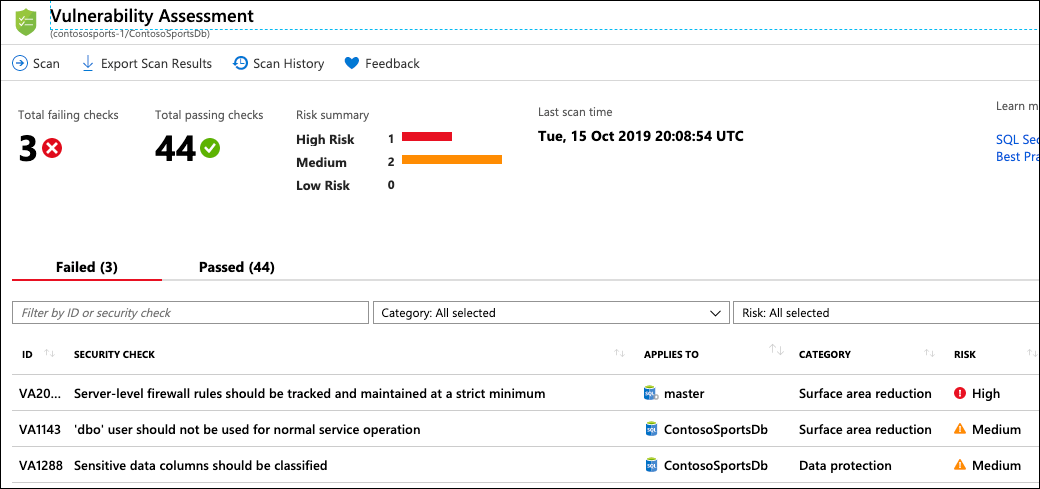 Vulnerability Assessment
(contososports-1/ContosoSportsDb)
Scan Export Scan Results Scan History Feedback
Total failing checks Total passing checks Risk summary Last scan time Learn m
3 44 High Risk 1 Tue, 15 Oct 2019 20:08:54 UTC SQL Sec
Medium 2 Best Pra
Low Risk 0
Failed (3) Passed (44)
Filter by ID or security check Category: All selected Risk: All selected
ID SECURITY CHECK APPLIES TO CATEGORY RISK
VA20... Server-level firewall rules should be tracked and maintained at a strict minimum master Surface area reduction High
VA1143 'dbo' user should not be used for normal service operation ContosoSportsDb Surface area reduction Medium
VA1288 Sensitive data columns should be classified ContosoSportsDb Data protection Medium